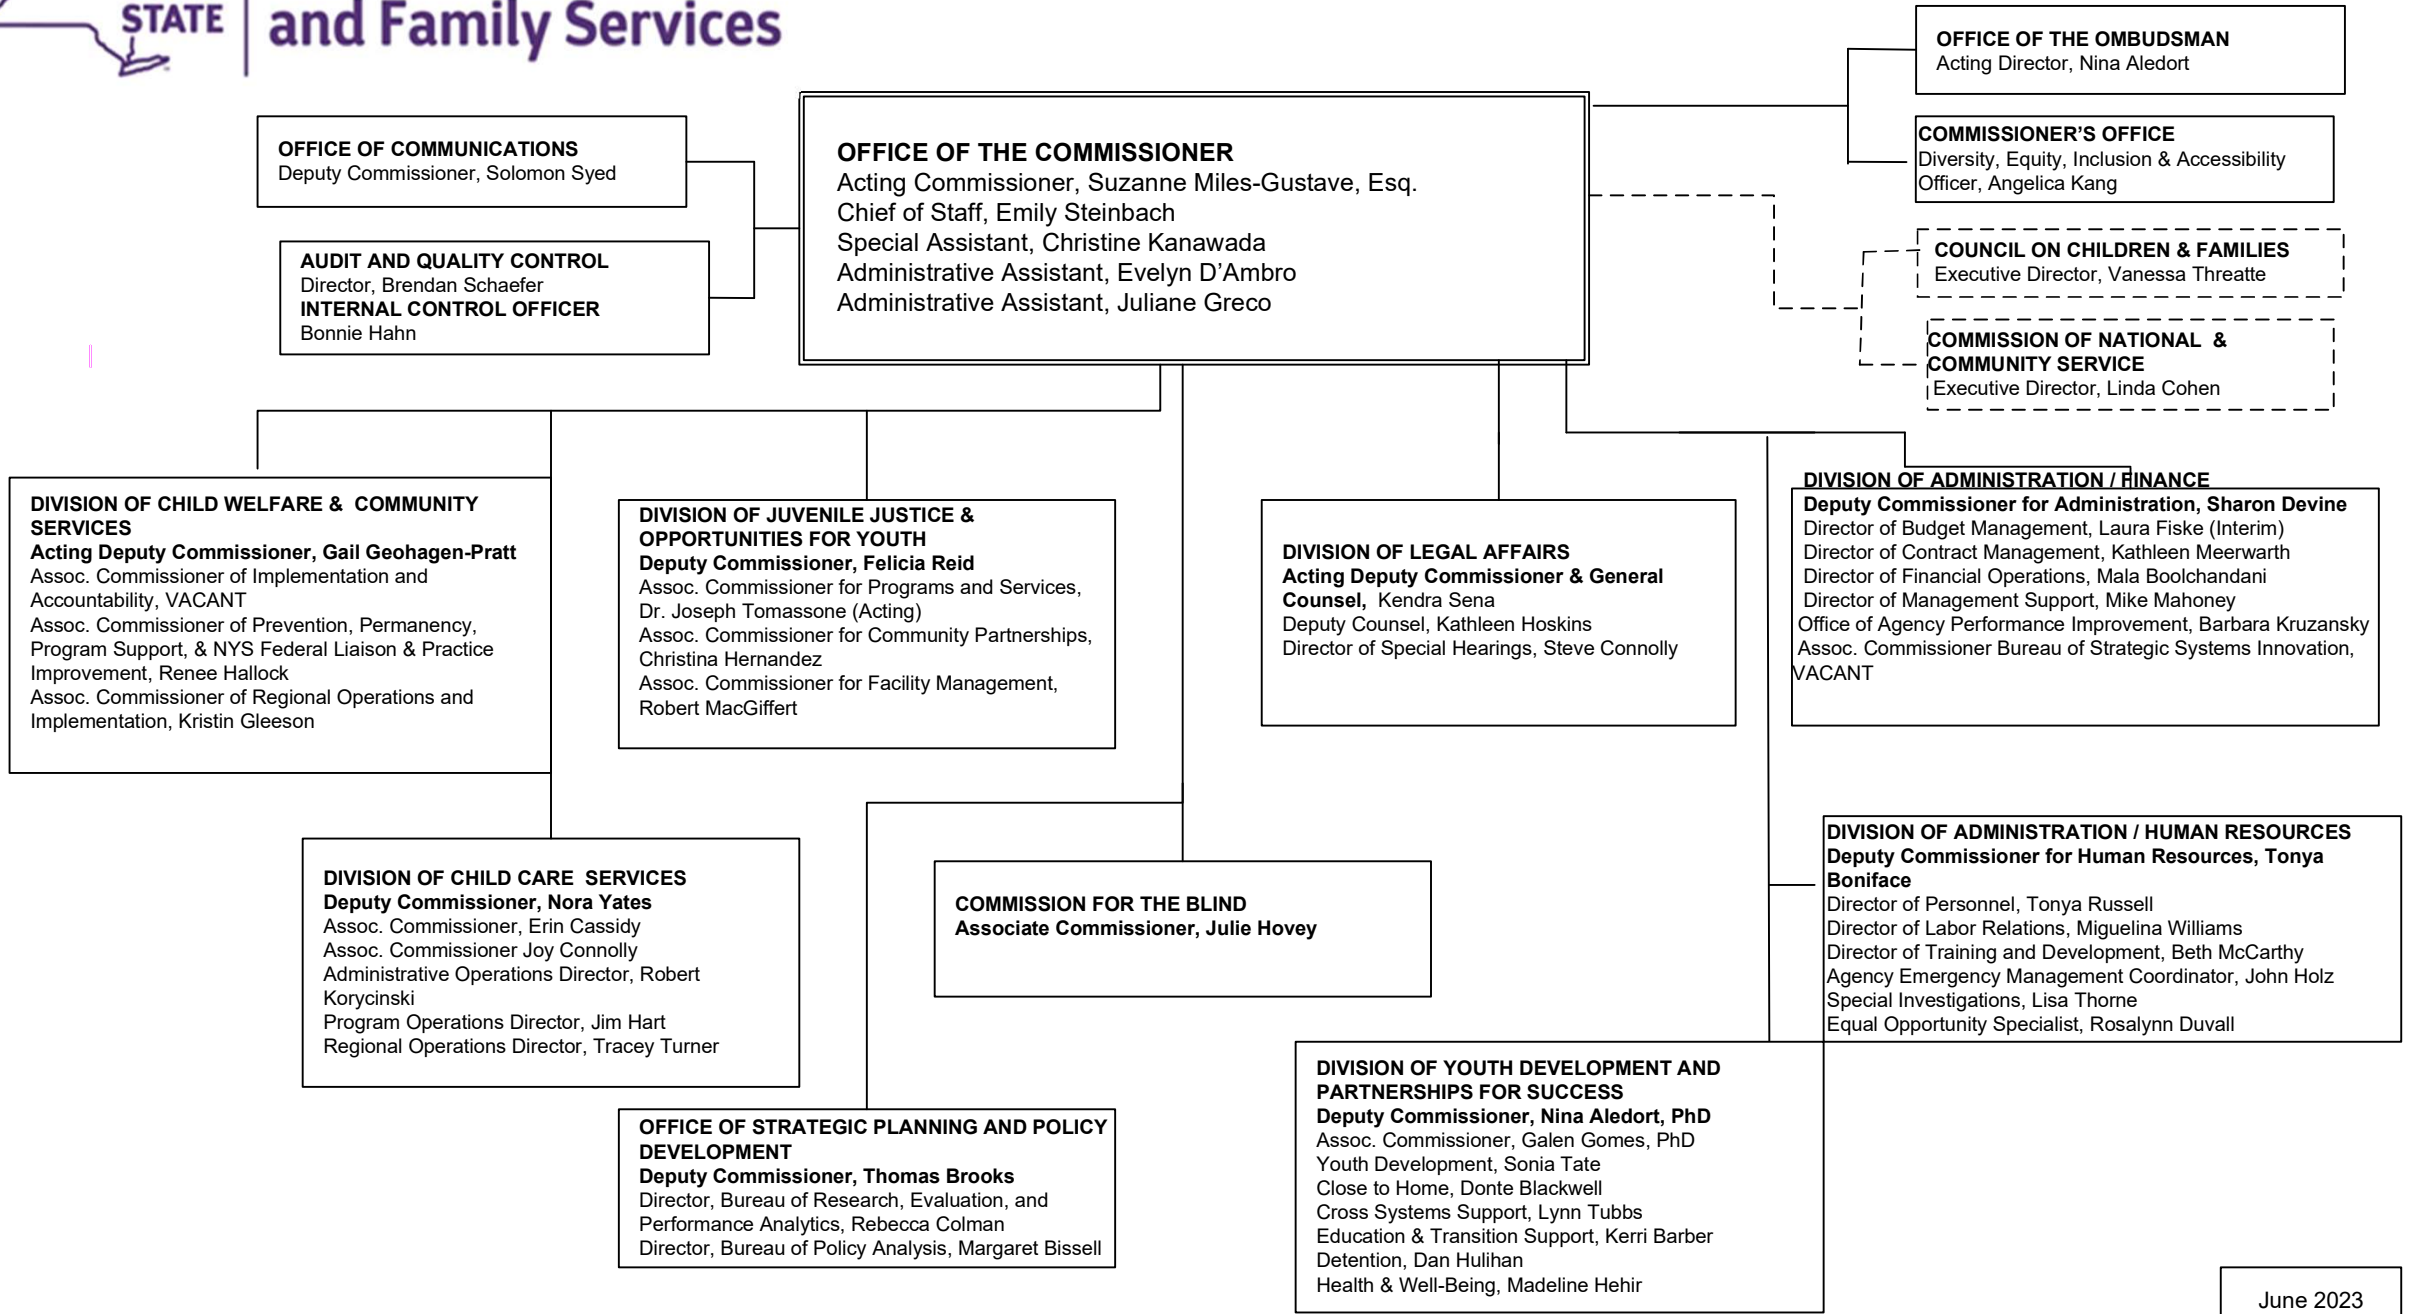 STATE
and Family Services
OFFICE OF THE OMBUDSMAN
Acting Director, Nina Aledort
COMMISSIONER’S OFFICE
Diversity, Equity, Inclusion & Accessibility
Officer, Angelica Kang
OFFICE OF COMMUNICATIONS
Deputy Commissioner, Solomon Syed
OFFICE OF THE COMMISSIONER
Acting Commissioner, Suzanne Miles-Gustave, Esq.
Chief of Staff, Emily Steinbach
Special Assistant, Christine Kanawada
Administrative Assistant, Evelyn D’Ambro
Administrative Assistant, Juliane Greco
AUDIT AND QUALITY CONTROL
Director, Brendan Schaefer
INTERNAL CONTROL OFFICER
Bonnie Hahn
COUNCIL ON CHILDREN & FAMILIES
Executive Director, Vanessa Threatte
COMMISSION OF NATIONAL &
COMMUNITY SERVICE
Executive Director, Linda Cohen
DIVISION OF CHILD WELFARE & COMMUNITY
SERVICES
Acting Deputy Commissioner, Gail Geohagen-Pratt
Assoc. Commissioner of Implementation and
Accountability, VACANT
Assoc. Commissioner of Prevention, Permanency,
Program Support, & NYS Federal Liaison & Practice
Improvement, Renee Hallock
Assoc. Commissioner of Regional Operations and
Implementation, Kristin Gleeson
DIVISION OF JUVENILE JUSTICE &
OPPORTUNITIES FOR YOUTH
Deputy Commissioner, Felicia Reid
Assoc. Commissioner for Programs and Services,
Dr. Joseph Tomassone (Acting)
Assoc. Commissioner for Community Partnerships,
Christina Hernandez
Assoc. Commissioner for Facility Management,
Robert MacGiffert
DIVISION OF LEGAL AFFAIRS
Acting Deputy Commissioner & General
Counsel, Kendra Sena
Deputy Counsel, Kathleen Hoskins
Director of Special Hearings, Steve Connolly
DIVISION OF ADMINISTRATION / FINANCE
Deputy Commissioner for Administration, Sharon Devine
Director of Budget Management, Laura Fiske (Interim)
Director of Contract Management, Kathleen Meerwarth
Director of Financial Operations, Mala Boolchandani
Director of Management Support, Mike Mahoney
Office of Agency Performance Improvement, Barbara Kruzansky
Assoc. Commissioner Bureau of Strategic Systems Innovation,
VACANT
DIVISION OF CHILD CARE SERVICES
Deputy Commissioner, Nora Yates
Assoc. Commissioner, Erin Cassidy
Assoc. Commissioner Joy Connolly
Administrative Operations Director, Robert
Korycinski
Program Operations Director, Jim Hart
Regional Operations Director, Tracey Turner
COMMISSION FOR THE BLIND
Associate Commissioner, Julie Hovey
DIVISION OF ADMINISTRATION / HUMAN RESOURCES
Deputy Commissioner for Human Resources, Tonya
Boniface
Director of Personnel, Tonya Russell
Director of Labor Relations, Miguelina Williams
Director of Training and Development, Beth McCarthy
Agency Emergency Management Coordinator, John Holz
Special Investigations, Lisa Thorne
Equal Opportunity Specialist, Rosalynn Duvall
OFFICE OF STRATEGIC PLANNING AND POLICY
DEVELOPMENT
Deputy Commissioner, Thomas Brooks
Director, Bureau of Research, Evaluation, and
Performance Analytics, Rebecca Colman
Director, Bureau of Policy Analysis, Margaret Bissell
DIVISION OF YOUTH DEVELOPMENT AND
PARTNERSHIPS FOR SUCCESS
Deputy Commissioner, Nina Aledort, PhD
Assoc. Commissioner, Galen Gomes, PhD
Youth Development, Sonia Tate
Close to Home, Donte Blackwell
Cross Systems Support, Lynn Tubbs
Education & Transition Support, Kerri Barber
Detention, Dan Hulihan
Health & Well-Being, Madeline Hehir
June 2023